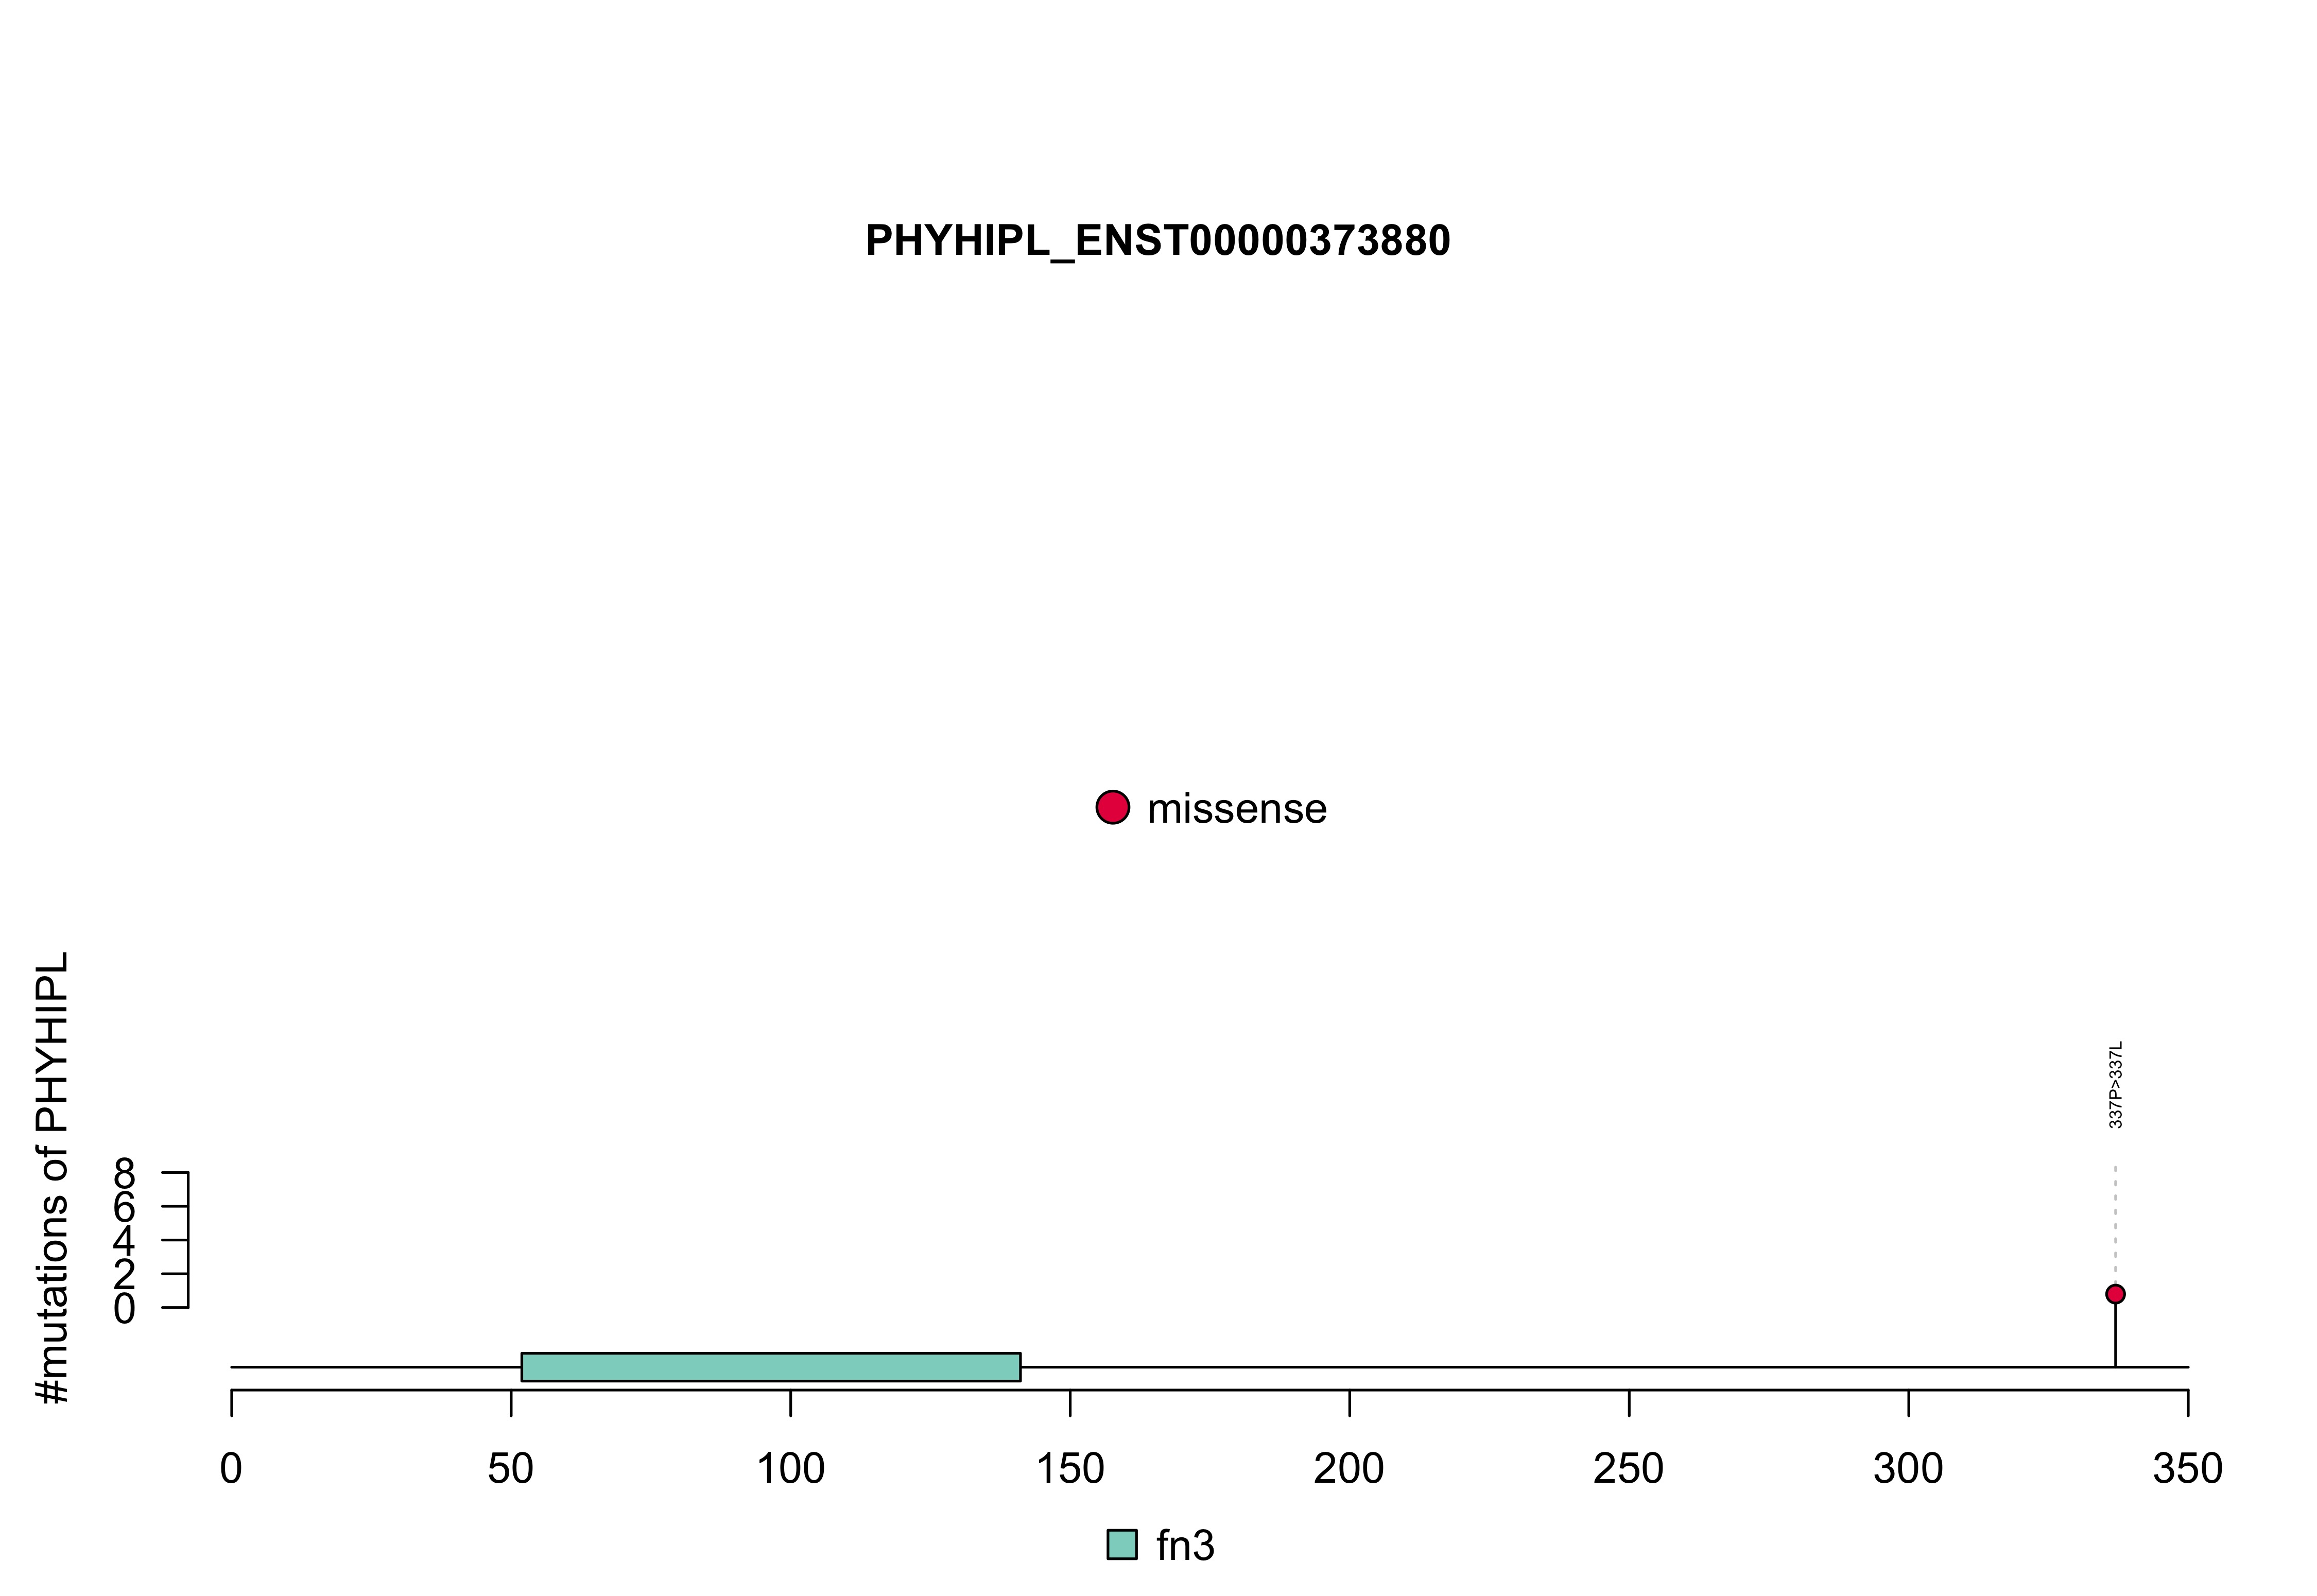 PHYHIPL_ENST00000373880
missense
#mutations of PHYHIPL
337P>337L
8
6
4
2
0
0 50 100 150 200 250 300 350
fn3